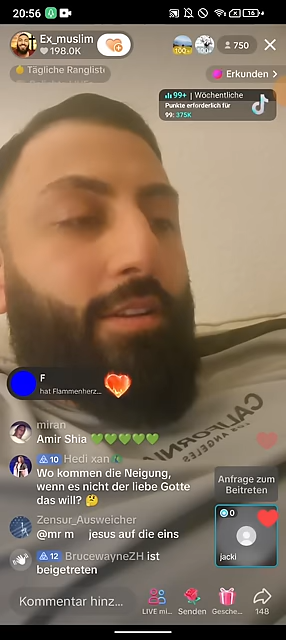 20:56
16
Ex_muslim
198.0K
750
Tägliche Rangliste
Erkunden >
99+ | Wöchentliche
Punkte erforderlich für
99: 375K
F
hat Flammenherz...
CALIFORNIA
LOS ANGELES
miran
Amir Shia 💚💚💚💚💚
10 Hedi xan
Wo kommen die Neigung,
wenn es nicht der liebe Gotte
das will? 🤔
Zensur_Ausweicher
@mr m jesus auf die eins
12 BrucewayneZH ist
beigetreten
Anfrage zum
Beitreten
0
jacki
Kommentar hinz...
LIVE mi...
Senden
Gesche...
148